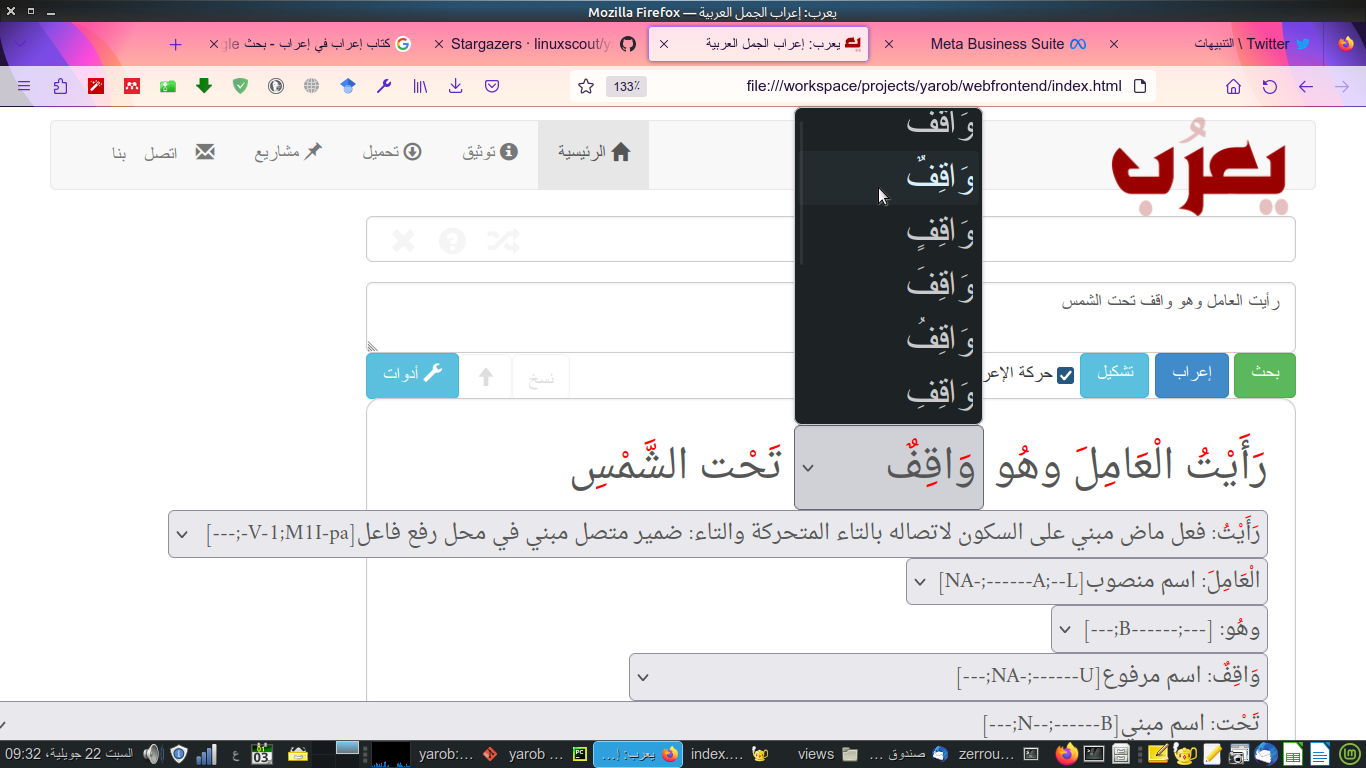 يعرب: إعراب الجمل العربية — Mozilla Firefox
Twitter \ التنبيهات
Meta Business Suite
يعرب: إعراب الجمل العربية
Stargazers · linuxscout/y
كتاب إعراب في إعراب - بحث gle
file:///workspace/projects/yarob/webfrontend/index.html
133٪
يعرُب
الرئيسية
توثيق
تحميل
مشاريع
اتصل بنا
رأيت العامل وهو واقف تحت الشمس
وَاقِفٌ
وَاقِفٍ
وَاقِفَ
وَاقِفُ
وَاقِفِ
بحث
إعراب
تشكيل
حركة الإعر
نسخ
أدوات
رَأَيْتُ الْعَامِلَ وهُو وَاقِفٌ تَحْت الشَّمْسِ
رَأَيْتُ: فعل ماض مبني على السكون لاتصاله بالتاء المتحركة والتاء: ضمير متصل مبني في محل رفع فاعل[---;-V-1;M1I-pa]
الْعَامِلَ: اسم منصوب[NA-;------A;--L]
وهُو: [---;B------;---]
وَاقِفٌ: اسم مرفوع[---;NA-;------U]
تَحْت: اسم مبني[---;N--;------B]
zerrou...
صندوق ...
views
index....
يعرب: إ...
yarob ...
yarob:...
03
ع
السبت 22 جويلية، 09:32